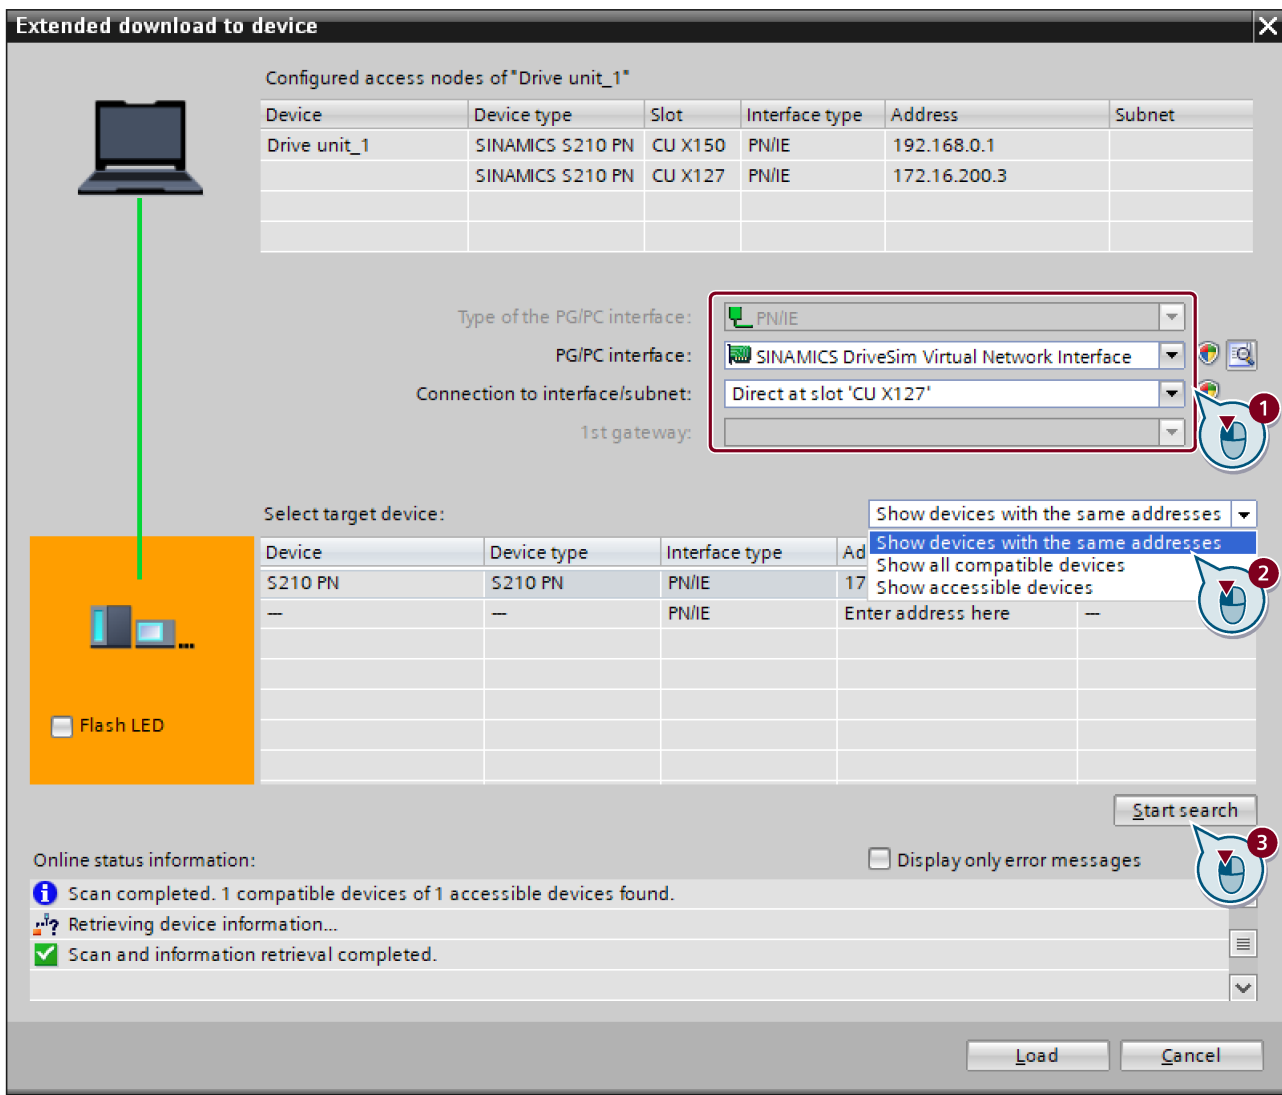 Extended download to device
Configured access nodes of "Drive unit_1"
Device Device type Slot Interface type Address Subnet
Drive unit_1 SINAMICS S210 PN CU X150 PN/IE 192.168.0.1
SINAMICS S210 PN CU X127 PN/IE 172.16.200.3
Type of the PG/PC interface: PN/IE
PG/PC interface: SINAMICS DriveSim Virtual Network Interface
Connection to interface/subnet: Direct at slot 'CU X127'
1
1st gateway:
Select target device: Show devices with the same addresses
Device Device type Interface type Ad Show devices with the same addresses
Show all compatible devices
2
S210 PN S210 PN PN/IE 17 Show accessible devices
--- --- PN/IE Enter address here ---
Flash LED
Start search
3
Online status information: Display only error messages
Scan completed. 1 compatible devices of 1 accessible devices found.
Retrieving device information...
Scan and information retrieval completed.
Load Cancel